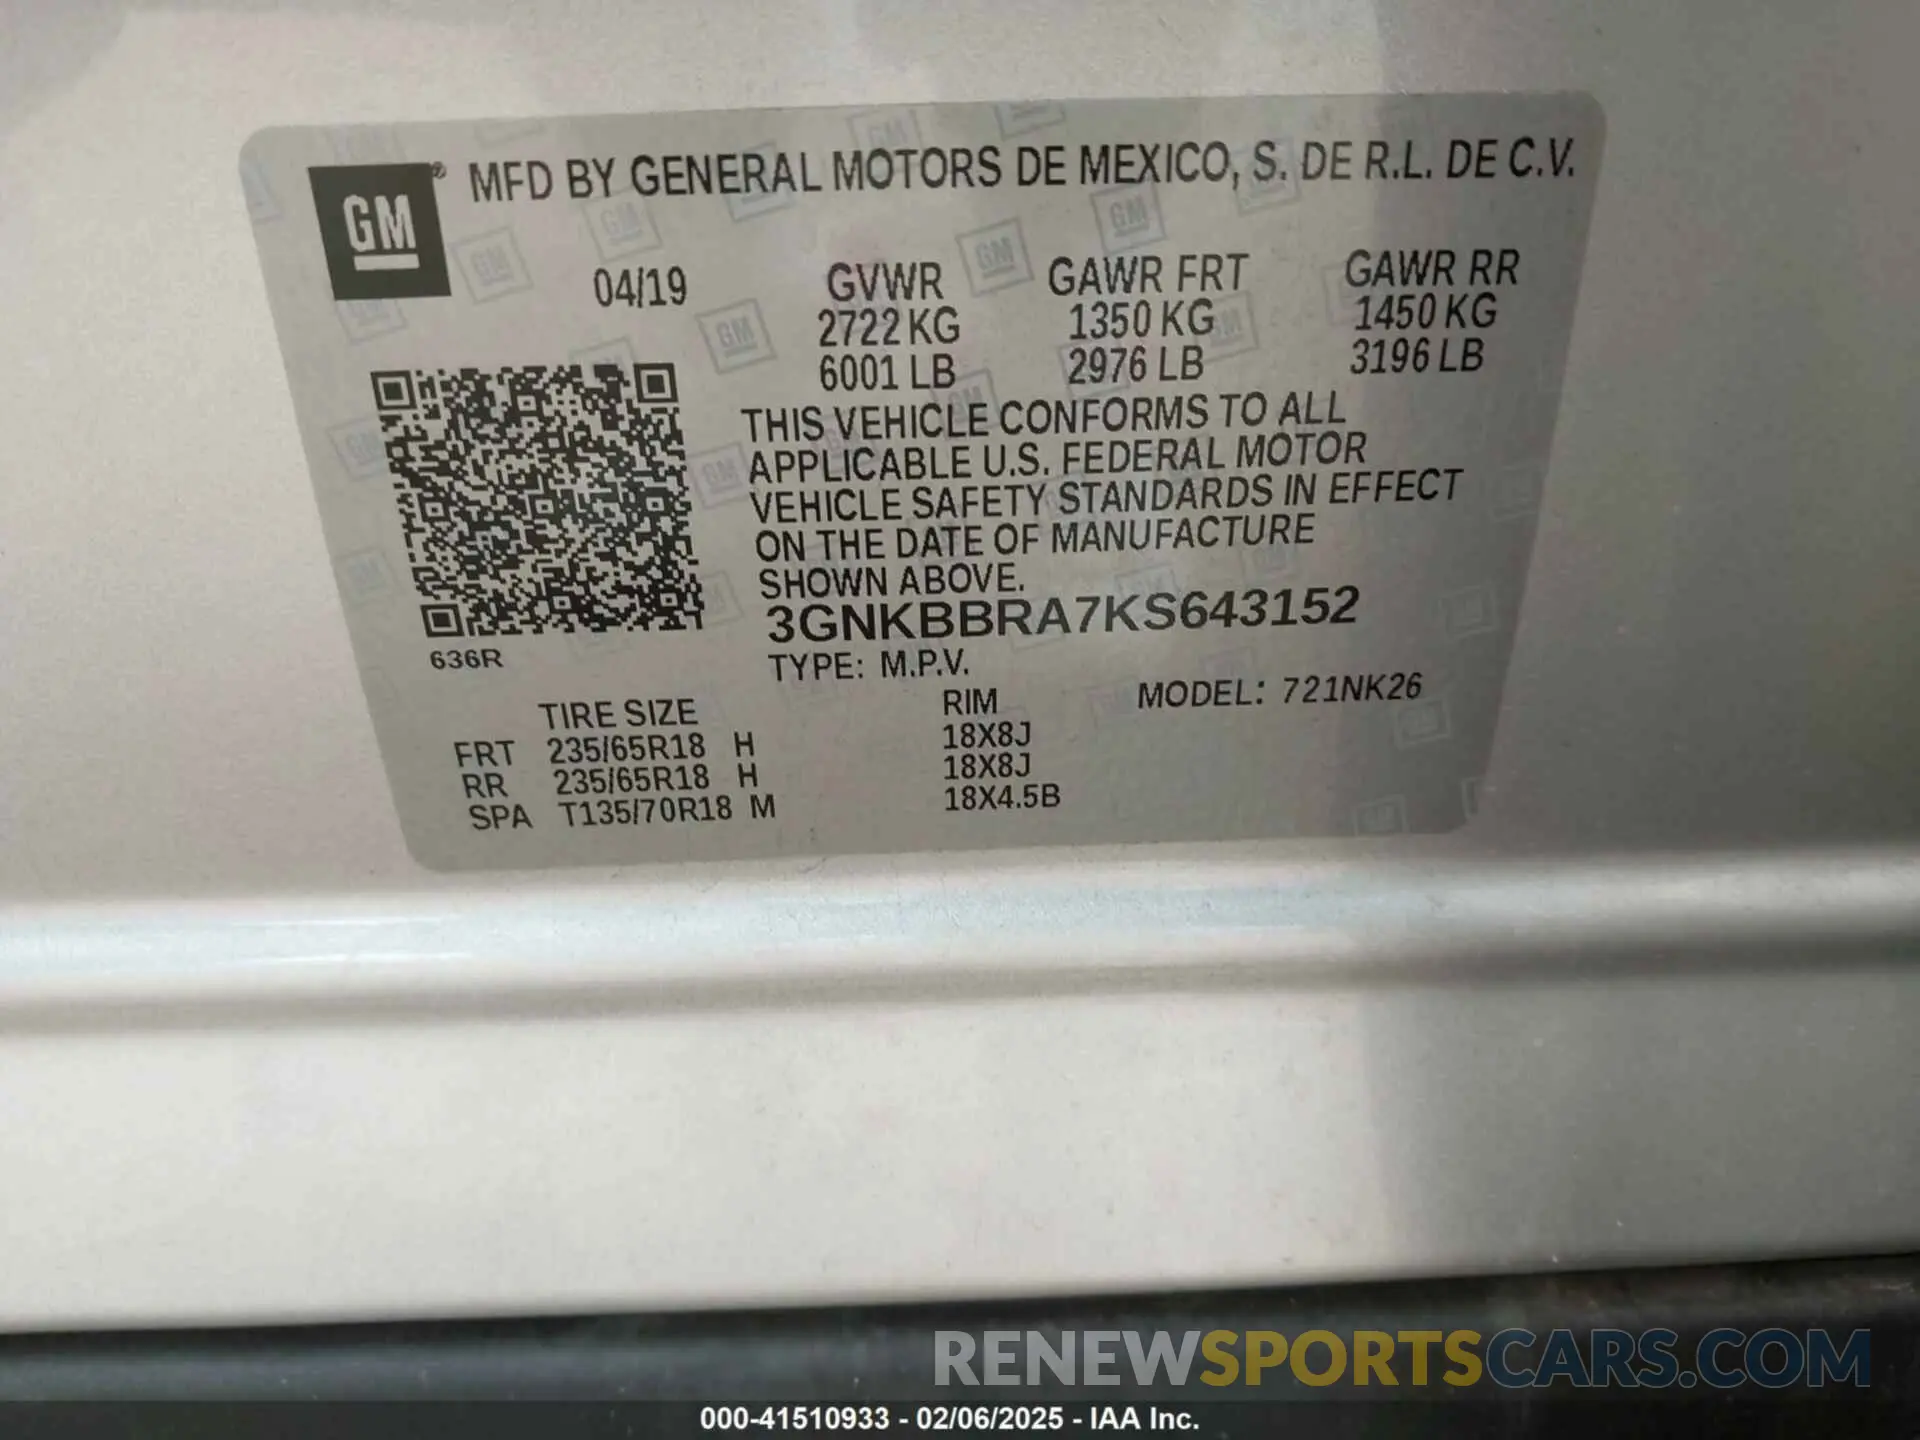 GM® MFD BY GENERAL MOTORS DE MEXICO, S. DE R.L. DE C.V.
04/19 GVWR GAWR FRT GAWR RR
2722 KG 1350 KG 1450 KG
6001 LB 2976 LB 3196 LB
THIS VEHICLE CONFORMS TO ALL
APPLICABLE U.S. FEDERAL MOTOR
VEHICLE SAFETY STANDARDS IN EFFECT
ON THE DATE OF MANUFACTURE
SHOWN ABOVE.
3GNKBBRA7KS643152
636R
TYPE: M.P.V.
TIRE SIZE RIM MODEL: 721NK26
FRT 235/65R18 H 18X8J
RR 235/65R18 H 18X8J
SPA T135/70R18 M 18X4.5B
RENEWSPORTSCARS.COM
000-41510933 - 02/06/2025 - IAA Inc.